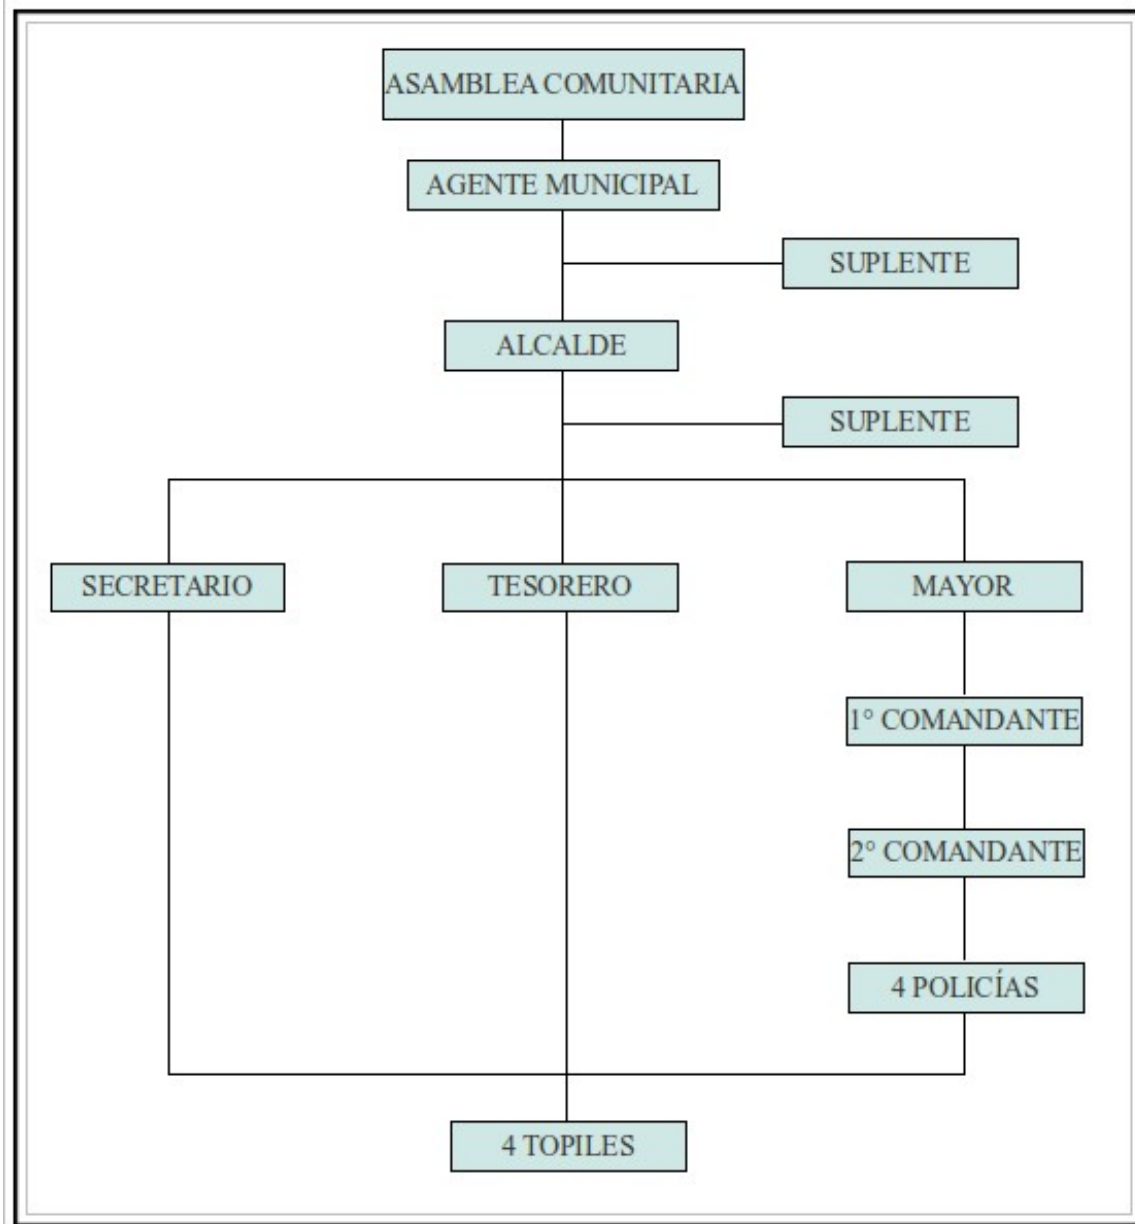 ASAMBLEA COMUNITARIA
AGENTE MUNICIPAL
SUPLENTE
ALCALDE
SUPLENTE
SECRETARIO
TESORERO
MAYOR
1° COMANDANTE
2° COMANDANTE
4 POLICÍAS
4 TOPILES